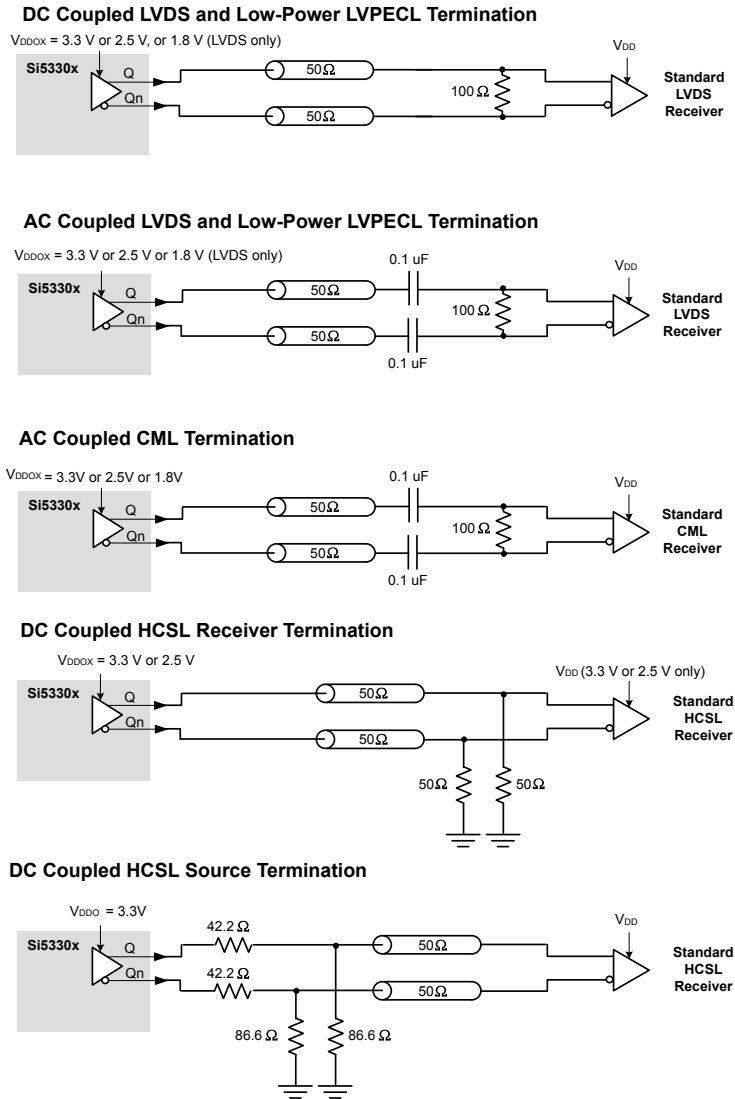 DC Coupled LVDS and Low-Power LVPECL Termination
VDDOX = 3.3 V or 2.5 V, or 1.8 V (LVDS only)
VDD
Si5330x
Q
50Ω
Standard
LVDS
Receiver
100 Ω
Qn
50Ω
AC Coupled LVDS and Low-Power LVPECL Termination
VDDOX = 3.3 V or 2.5 V or 1.8 V (LVDS only)
0.1 uF
VDD
Si5330x
Q
50Ω
Standard
LVDS
Receiver
100 Ω
Qn
50Ω
0.1 uF
AC Coupled CML Termination
VDDOX = 3.3V or 2.5V or 1.8V
0.1 uF
VDD
Si5330x
Q
50Ω
Standard
CML
Receiver
100 Ω
Qn
50Ω
0.1 uF
DC Coupled HCSL Receiver Termination
VDDOX = 3.3 V or 2.5 V
VDD (3.3 V or 2.5 V only)
Si5330x
Q
50Ω
Standard
HCSL
Receiver
Qn
50Ω
50Ω
50Ω
DC Coupled HCSL Source Termination
VDDO = 3.3V
42.2 Ω
VDD
Si5330x
Q
50Ω
Standard
HCSL
Receiver
42.2 Ω
Qn
50Ω
86.6 Ω
86.6 Ω